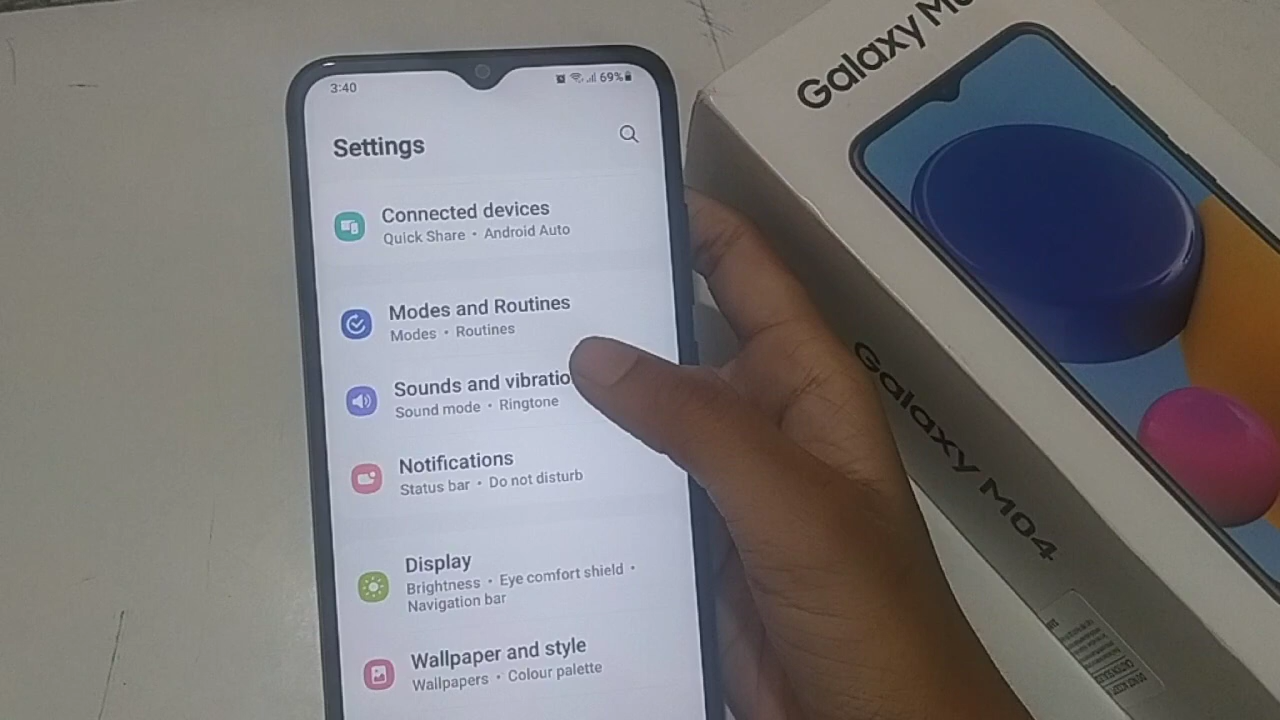 3:40
69%
Settings
Connected devices
Quick Share • Android Auto
Modes and Routines
Modes • Routines
Sounds and vibratio
Sound mode • Ringtone
Notifications
Status bar • Do not disturb
Display
Brightness • Eye comfort shield •
Navigation bar
Wallpaper and style
Wallpapers • Colour palette
Galaxy M0
Galaxy M04